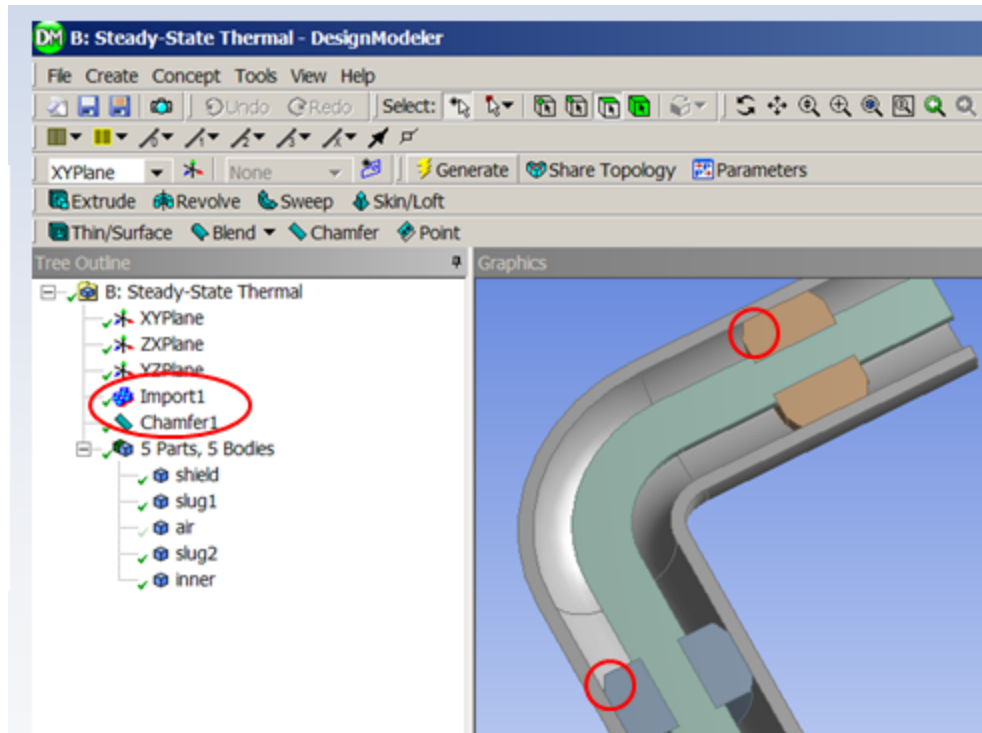 DM B: Steady-State Thermal - DesignModeler
File Create Concept Tools View Help
Undo Redo Select:
XYPlane None Generate Share Topology Parameters
Extrude Revolve Sweep Skin/Loft
Thin/Surface Blend Chamfer Point
Tree Outline Graphics
B: Steady-State Thermal
XYPlane
ZXPlane
YZPlane
Import1
Chamfer1
5 Parts, 5 Bodies
shield
slug1
air
slug2
inner